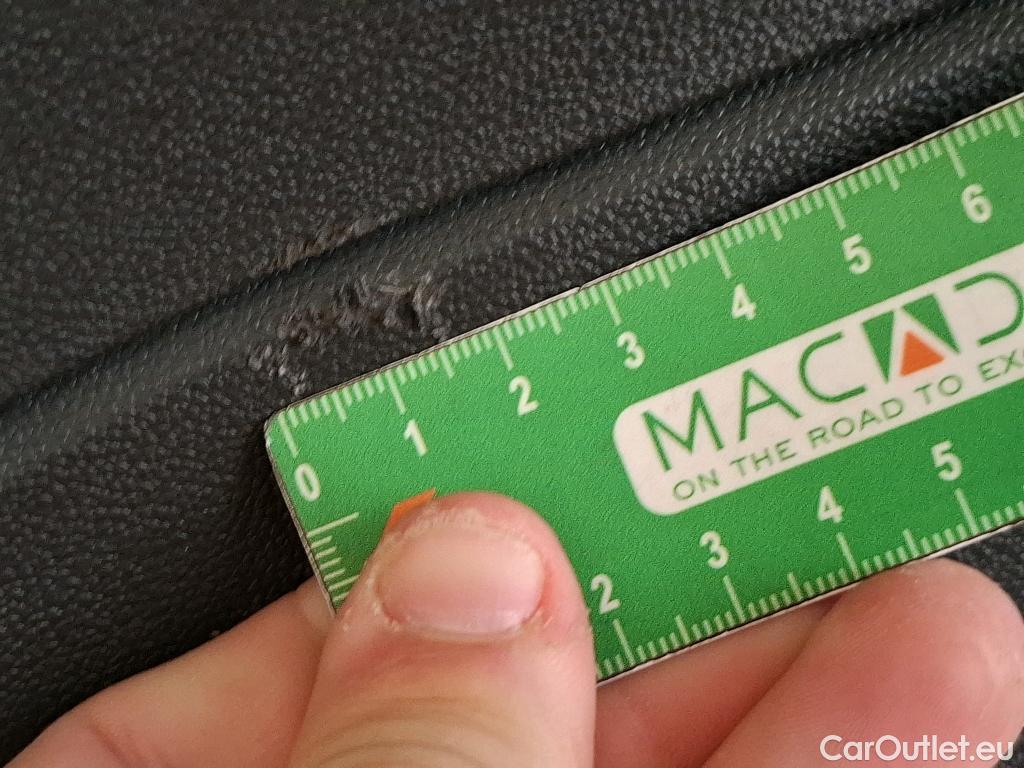 0 1 2 3 4 5 6
MACAD
ON THE ROAD TO EX
2 3 4 5
CarOutlet.eu